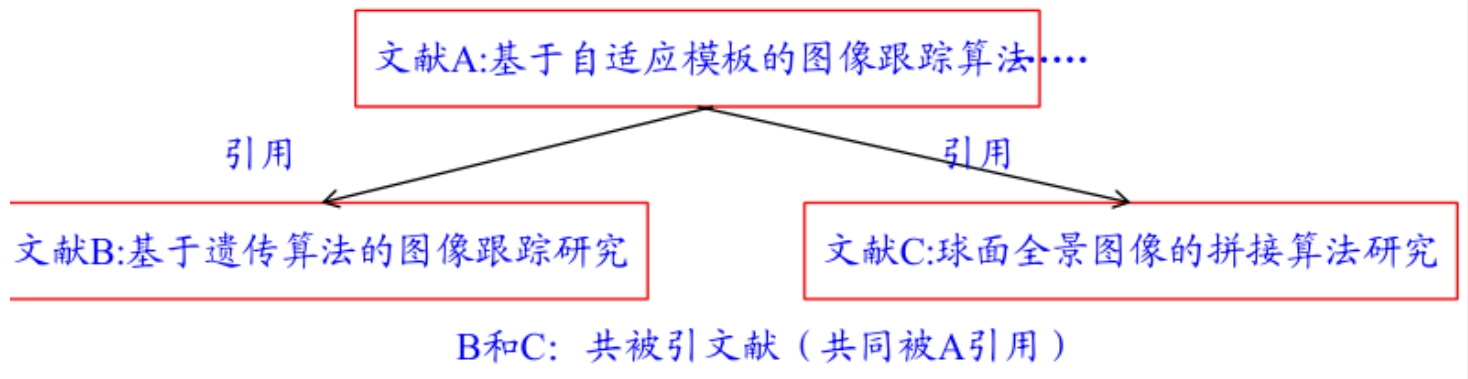 文献A:基于自适应模板的图像跟踪算法·····
引用
引用
文献B:基于遗传算法的图像跟踪研究
文献C:球面全景图像的拼接算法研究
B和C：共被引文献（共同被A引用）